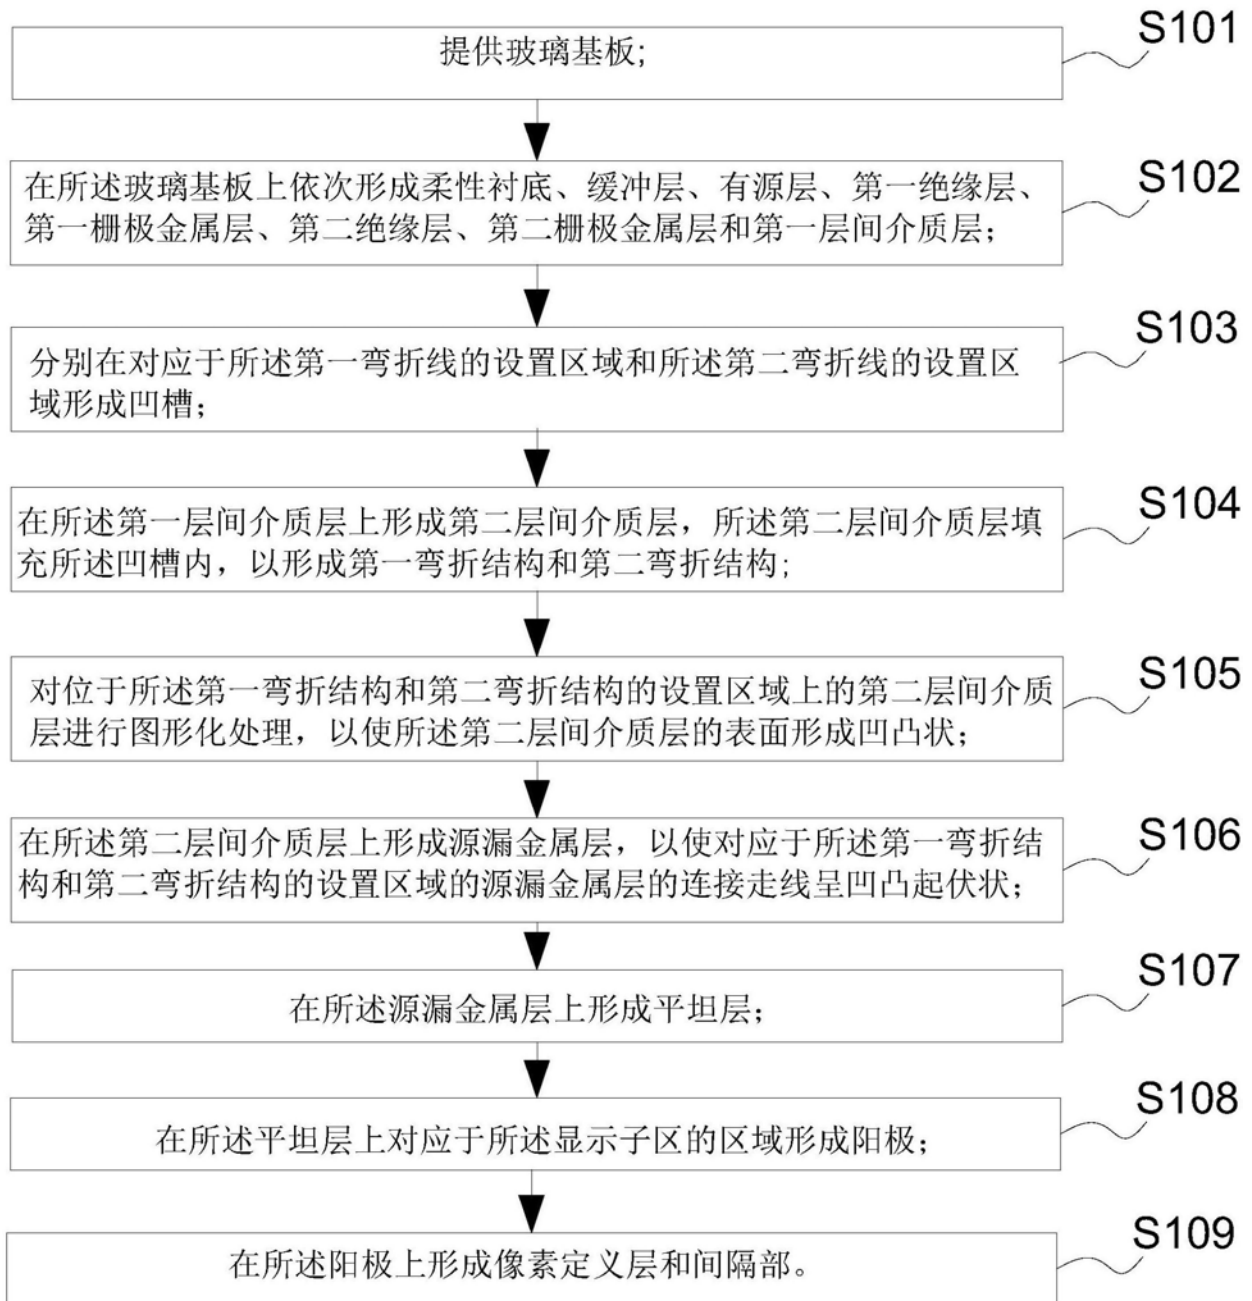 S101
提供玻璃基板;
S102
在所述玻璃基板上依次形成柔性衬底、缓冲层、有源层、第一绝缘层、
第一栅极金属层、第二绝缘层、第二栅极金属层和第一层间介质层；
S103
分别在对应于所述第一弯折线的设置区域和所述第二弯折线的设置区
域形成凹槽；
S104
在所述第一层间介质层上形成第二层间介质层，所述第二层间介质层填
充所述凹槽内，以形成第一弯折结构和第二弯折结构;
S105
对位于所述第一弯折结构和第二弯折结构的设置区域上的第二层间介质
层进行图形化处理，以使所述第二层间介质层的表面形成凹凸状；
S106
在所述第二层间介质层上形成源漏金属层，以使对应于所述第一弯折结
构和第二弯折结构的设置区域的源漏金属层的连接走线呈凹凸起伏状；
S107
在所述源漏金属层上形成平坦层；
S108
在所述平坦层上对应于所述显示子区的区域形成阳极；
S109
在所述阳极上形成像素定义层和间隔部。